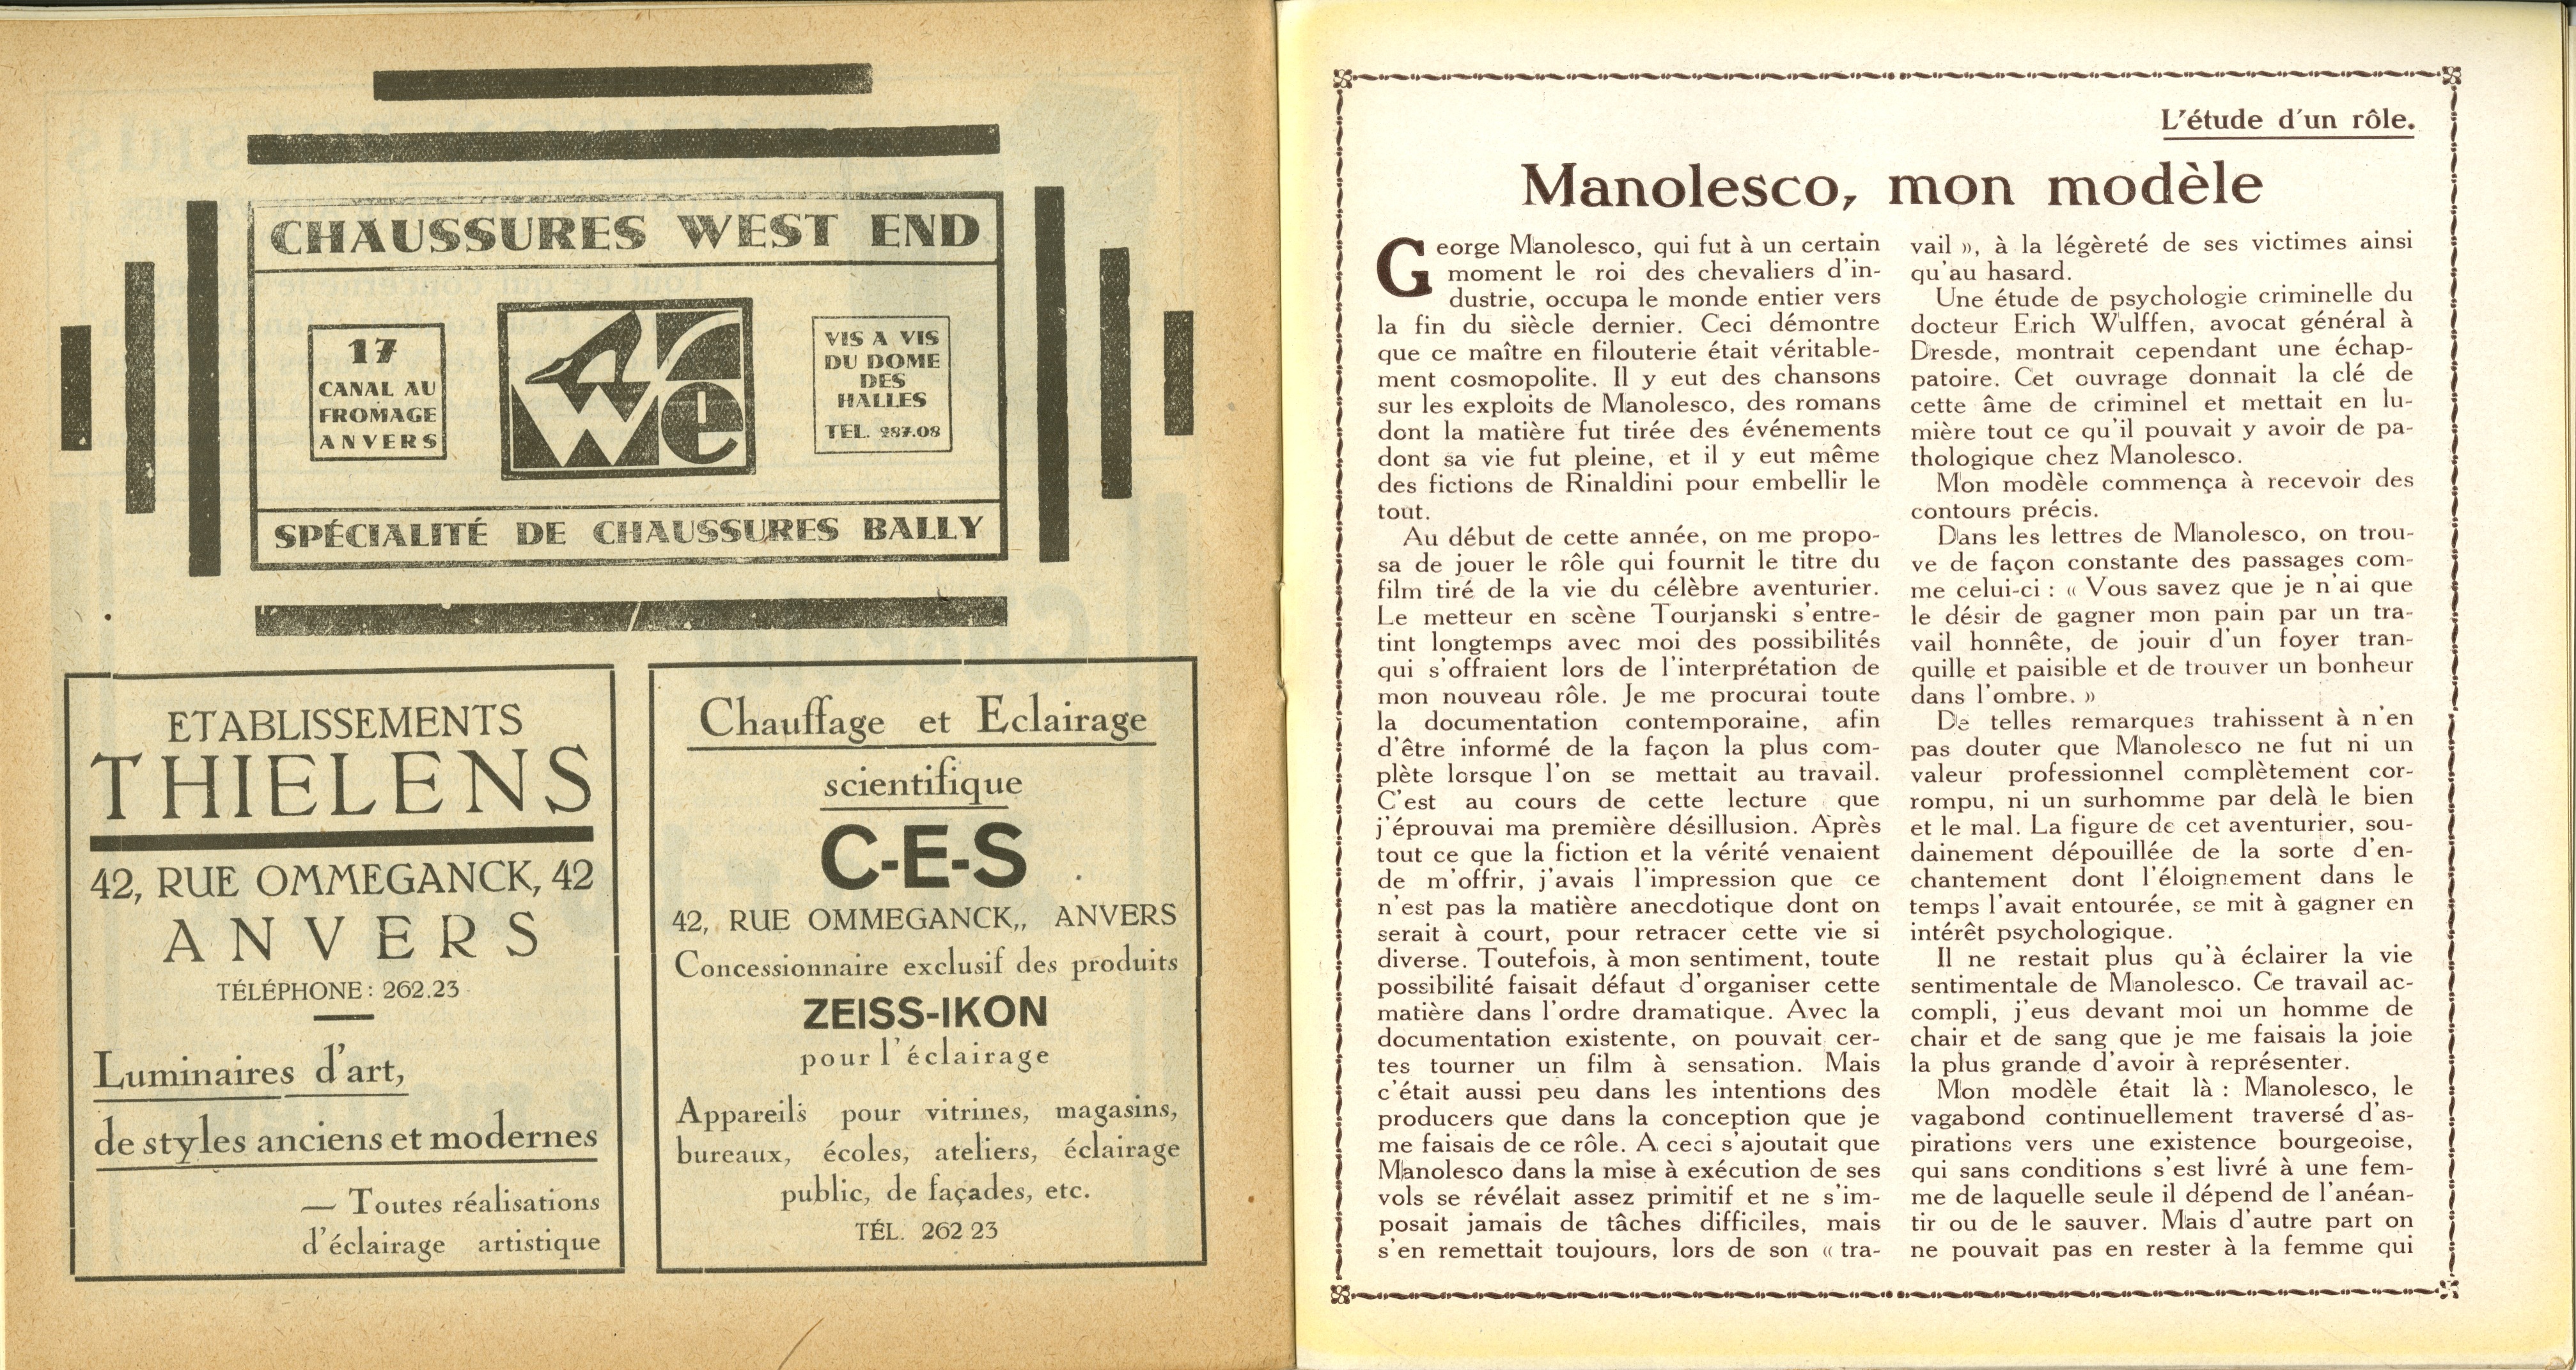 CHAUSSURES WEST END
17
CANAL AU
FROMAGE
ANVERS
We
VIS A VIS
DU DOME
DES
HALLES
TEL. 287.08
SPÉCIALITÉ DE CHAUSSURES BALLY
ETABLISSEMENTS
THIELENS
42, RUE OMMEGANCK, 42
ANVERS
TÉLÉPHONE : 262.23
Luminaires d'art,
de styles anciens et modernes
— Toutes réalisations
d'éclairage artistique
Chauffage et Eclairage
scientifique
C-E-S
42, RUE OMMEGANCK,, ANVERS
Concessionnaire exclusif des produits
ZEISS-IKON
pour l'éclairage
Appareils pour vitrines, magasins,
bureaux, écoles, ateliers, éclairage
public, de façades, etc.
TÉL. 262 23
L'étude d'un rôle.
Manolesco, mon modèle
George Manolesco, qui fut à un certain
moment le roi des chevaliers d'in-
dustrie, occupa le monde entier vers
la fin du siècle dernier. Ceci démontre
que ce maître en filouterie était véritable-
ment cosmopolite. Il y eut des chansons
sur les exploits de Manolesco, des romans
dont la matière fut tirée des événements
dont sa vie fut pleine, et il y eut même
des fictions de Rinaldini pour embellir le
tout.
Au début de cette année, on me propo-
sa de jouer le rôle qui fournit le titre du
film tiré de la vie du célèbre aventurier.
Le metteur en scène Tourjanski s'entre-
tint longtemps avec moi des possibilités
qui s'offraient lors de l'interprétation de
mon nouveau rôle. Je me procurai toute
la documentation contemporaine, afin
d'être informé de la façon la plus com-
plète lorsque l'on se mettait au travail.
C'est au cours de cette lecture que
j'éprouvai ma première désillusion. Après
tout ce que la fiction et la vérité venaient
de m'offrir, j'avais l'impression que ce
n'est pas la matière anecdotique dont on
serait à court, pour retracer cette vie si
diverse. Toutefois, à mon sentiment, toute
possibilité faisait défaut d'organiser cette
matière dans l'ordre dramatique. Avec la
documentation existente, on pouvait cer-
tes tourner un film à sensation. Mais
c'était aussi peu dans les intentions des
producers que dans la conception que je
me faisais de ce rôle. A ceci s'ajoutait que
Manolesco dans la mise à exécution de ses
vols se révélait assez primitif et ne s'im-
posait jamais de tâches difficiles, mais
s'en remettait toujours, lors de son « tra-
vail », à la légèreté de ses victimes ainsi
qu'au hasard.
Une étude de psychologie criminelle du
docteur Erich Wulffen, avocat général à
Dresde, montrait cependant une échap-
patoire. Cet ouvrage donnait la clé de
cette âme de criminel et mettait en lu-
mière tout ce qu'il pouvait y avoir de pa-
thologique chez Manolesco.
Mon modèle commença à recevoir des
contours précis.
Dans les lettres de Manolesco, on trou-
ve de façon constante des passages com-
me celui-ci : « Vous savez que je n'ai que
le désir de gagner mon pain par un tra-
vail honnête, de jouir d'un foyer tran-
quille et paisible et de trouver un bonheur
dans l'ombre. »
De telles remarques trahissent à n'en
pas douter que Manolesco ne fut ni un
valeur professionnel complètement cor-
rompu, ni un surhomme par delà le bien
et le mal. La figure de cet aventurier, sou-
dainement dépouillée de la sorte d'en-
chantement dont l'éloignement dans le
temps l'avait entourée, se mit à gagner en
intérêt psychologique.
Il ne restait plus qu'à éclairer la vie
sentimentale de Manolesco. Ce travail ac-
compli, j'eus devant moi un homme de
chair et de sang que je me faisais la joie
la plus grande d'avoir à représenter.
Mon modèle était là : Manolesco, le
vagabond continuellement traversé d'as-
pirations vers une existence bourgeoise,
qui sans conditions s'est livré à une fem-
me de laquelle seule il dépend de l'anéan-
tir ou de le sauver. Mais d'autre part on
ne pouvait pas en rester à la femme qui